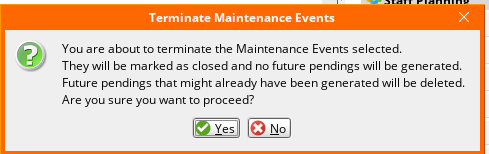 Staff Planning
Terminate Maintenance Events
You are about to terminate the Maintenance Events selected.
They will be marked as closed and no future pendings will be generated.
Future pendings that might already have been generated will be deleted.
Are you sure you want to proceed?
Yes
No